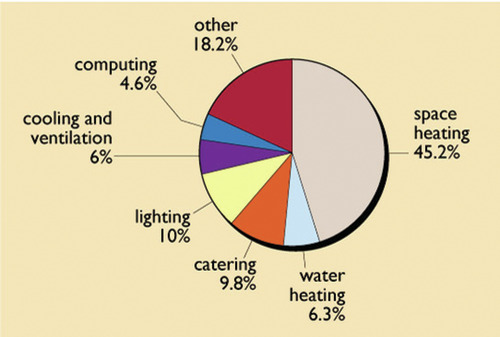 other
18.2%
computing
4.6%
cooling and
ventilation
6%
space
heating
45.2%
lighting
10%
catering
9.8%
water
heating
6.3%